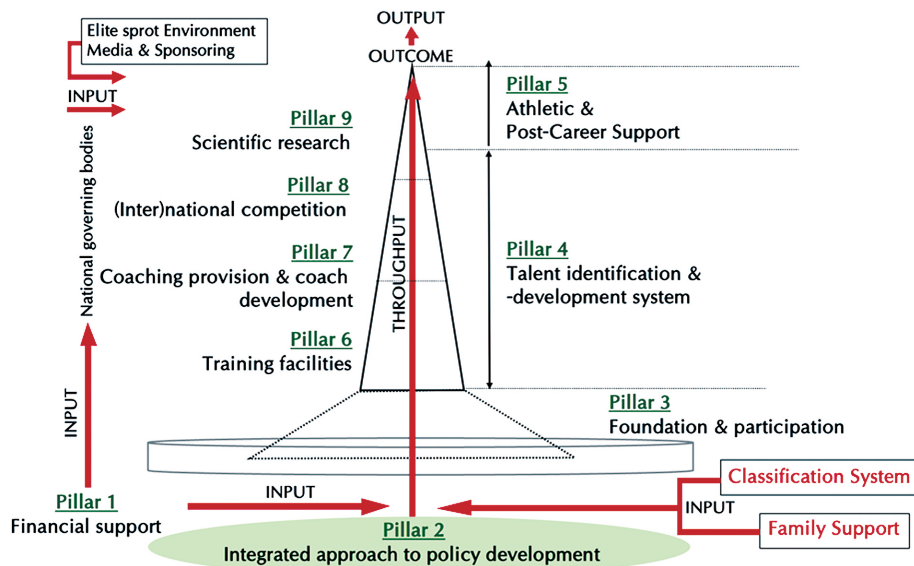 OUTPUT
OUTCOME
Elite sprot Environment
Media & Sponsoring
INPUT
National governing bodies
INPUT
Pillar 1
Financial support
Pillar 9
Scientific research
Pillar 8
(Inter)national competition
Pillar 7
Coaching provision & coach
development
Pillar 6
Training facilities
THROUGHPUT
Pillar 5
Athletic &
Post-Career Support
Pillar 4
Talent identification &
-development system
Pillar 3
Foundation & participation
INPUT
Pillar 2
Integrated approach to policy development
Classification System
INPUT
Family Support